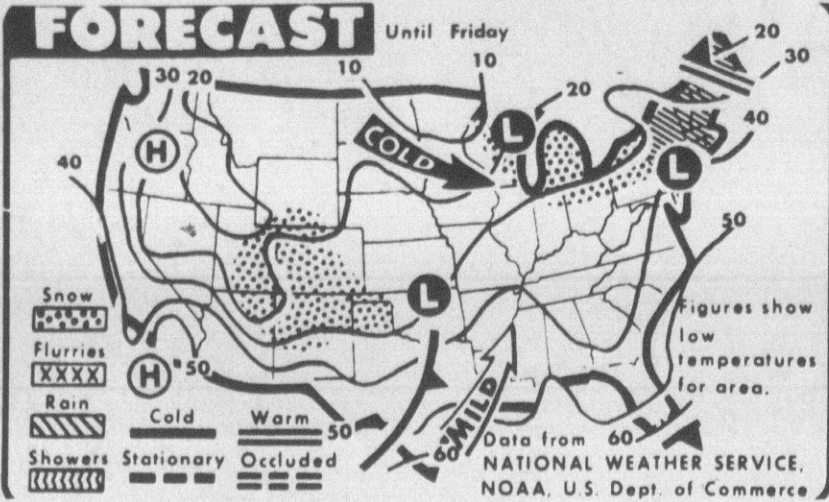 FORECAST
Until Friday
10
10
20
30
30
20
20
40
40
50
H
L
L
L
H
COLD
50
MILD
50
60
60
Snow
Flurries
XXXX
Rain
Showers
Cold
Warm
Stationary
Occluded
Figures show
low
temperatures
for area.
Data from
NATIONAL WEATHER SERVICE,
NOAA, U.S. Dept. of Commerce